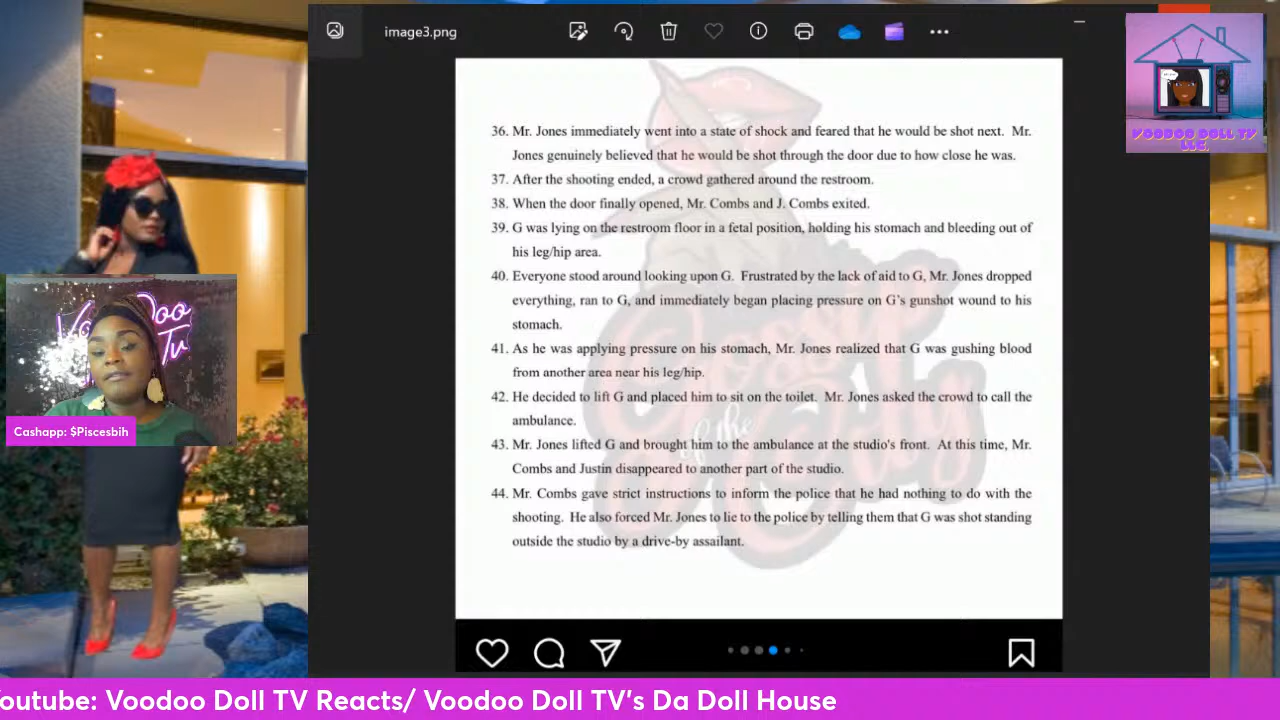 image3.png
VOODOO DOLL TV
LLC.
36. Mr. Jones immediately went into a state of shock and feared that he would be shot next. Mr.
Jones genuinely believed that he would be shot through the door due to how close he was.
37. After the shooting ended, a crowd gathered around the restroom.
38. When the door finally opened, Mr. Combs and J. Combs exited.
39. G was lying on the restroom floor in a fetal position, holding his stomach and bleeding out of
his leg/hip area.
40. Everyone stood around looking upon G. Frustrated by the lack of aid to G, Mr. Jones dropped
everything, ran to G, and immediately began placing pressure on G's gunshot wound to his
stomach.
41. As he was applying pressure on his stomach, Mr. Jones realized that G was gushing blood
from another area near his leg/hip.
42. He decided to lift G and placed him to sit on the toilet. Mr. Jones asked the crowd to call the
ambulance.
43. Mr. Jones lifted G and brought him to the ambulance at the studio's front. At this time, Mr.
Combs and Justin disappeared to another part of the studio.
44. Mr. Combs gave strict instructions to inform the police that he had nothing to do with the
shooting. He also forced Mr. Jones to lie to the police by telling them that G was shot standing
outside the studio by a drive-by assailant.
Gossip
of the
City
Tv
Cashapp: $Piscesbih
outube: Voodoo Doll TV Reacts/ Voodoo Doll TV's Da Doll House